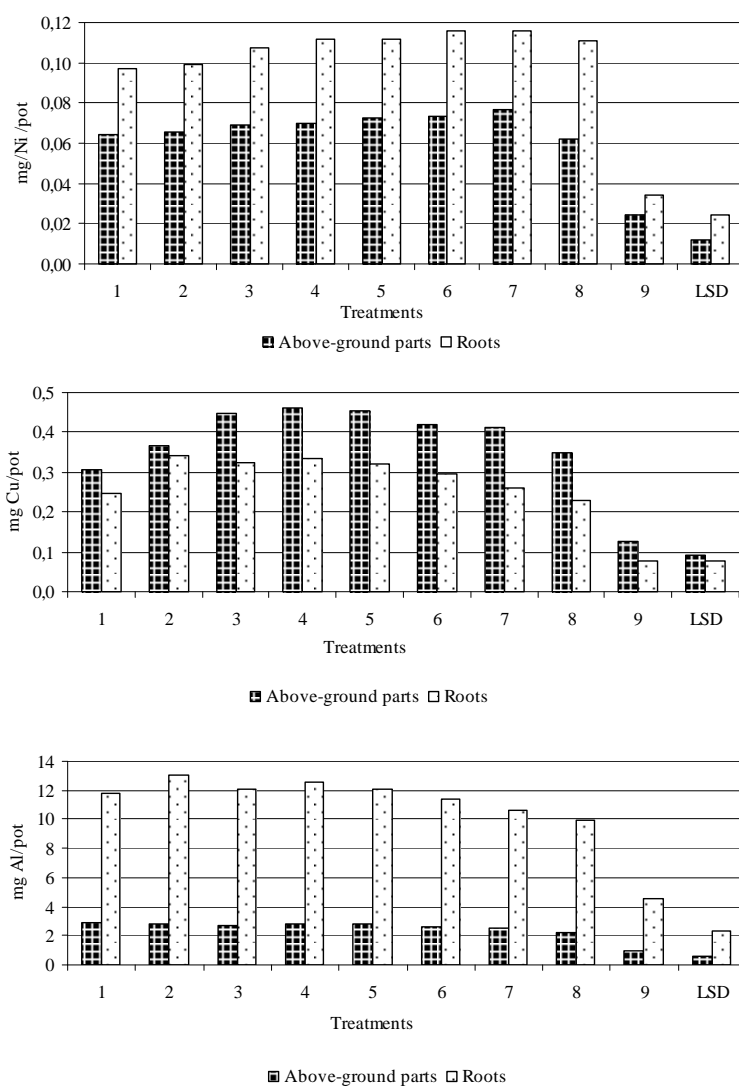 mg/Ni /pot
0,12
0,10
0,08
0,06
0,04
0,02
0,00
1 2 3 4 5 6 7 8 9 LSD
Treatments
Above-ground parts Roots
mg Cu/pot
0,5
0,4
0,3
0,2
0,1
0,0
1 2 3 4 5 6 7 8 9 LSD
Treatments
Above-ground parts Roots
mg Al/pot
14
12
10
8
6
4
2
0
1 2 3 4 5 6 7 8 9 LSD
Treatments
Above-ground parts Roots